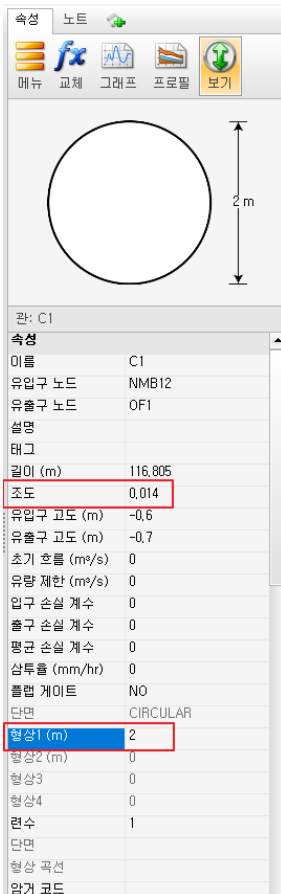 속성 노트
메뉴 교체 그래프 프로필 보기
2 m
관: C1
속성
이름 C1
유입구 노드 NMB12
유출구 노드 OF1
설명
태그
길이 (m) 116.805
조도 0.014
유입구 고도 (m) -0.6
유출구 고도 (m) -0.7
초기 흐름 (m³/s) 0
유량 제한 (m³/s) 0
입구 손실 계수 0
출구 손실 계수 0
평균 손실 계수 0
삼투율 (mm/hr) 0
플랩 게이트 NO
단면 CIRCULAR
형상1 (m) 2
형상2 (m) 0
형상3 0
형상4 0
련수 1
단면
형상 곡선
암거 코드